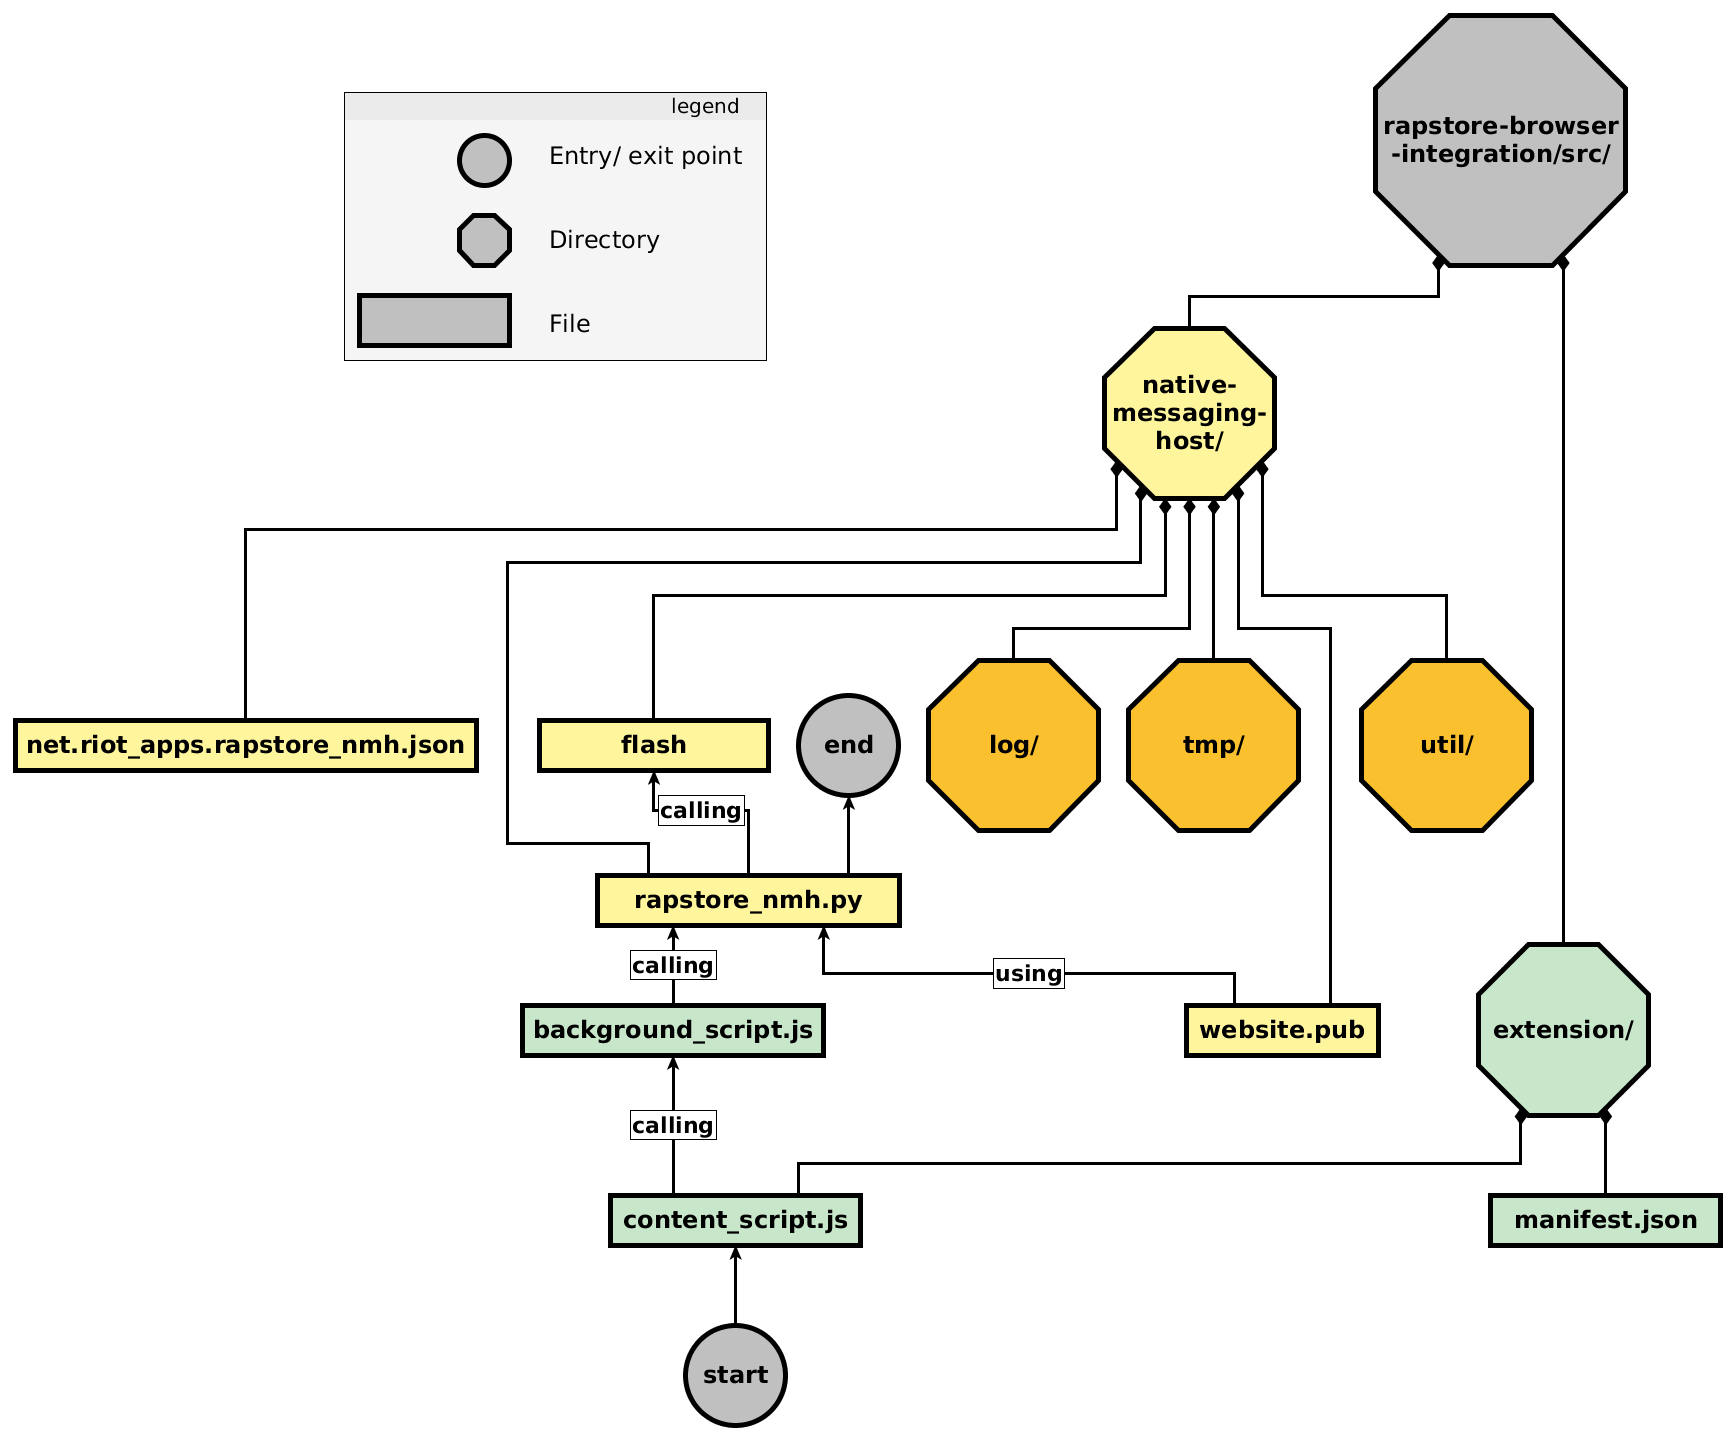 rapstore-browser
-integration/src/
legend
Entry/ exit point
Directory
File
native-
messaging-
host/
net.riot_apps.rapstore_nmh.json
flash
end
log/
tmp/
util/
calling
rapstore_nmh.py
calling
using
background_script.js
website.pub
extension/
calling
content_script.js
manifest.json
start